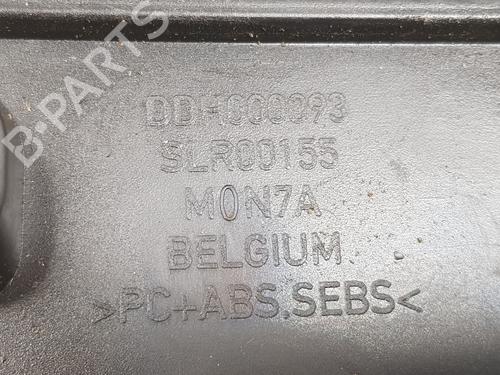 DDH000093
SLR00155
M0N7A
BELGIUM
>PC+ABS.SEBS<
B-PARTS